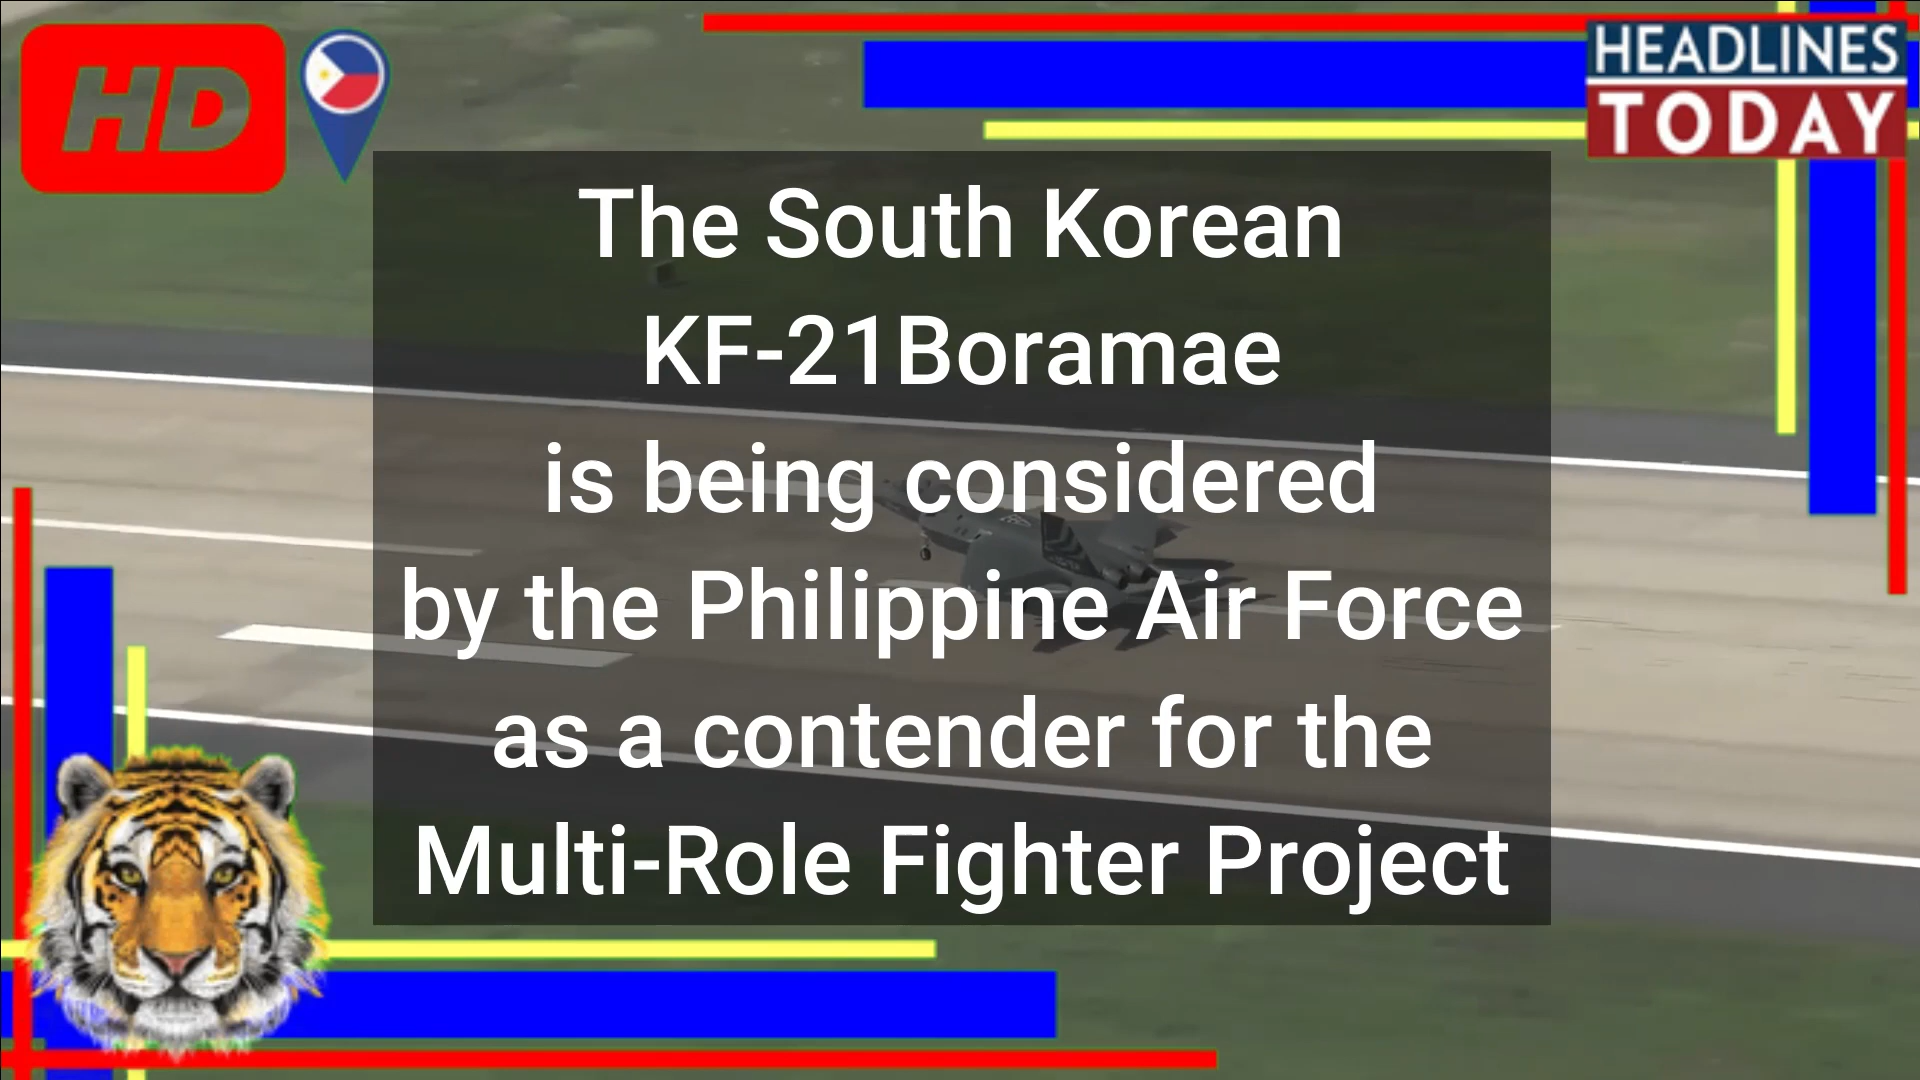 HD
HEADLINES
TODAY
The South Korean
KF-21Boramae
is being considered
by the Philippine Air Force
as a contender for the
Multi-Role Fighter Project